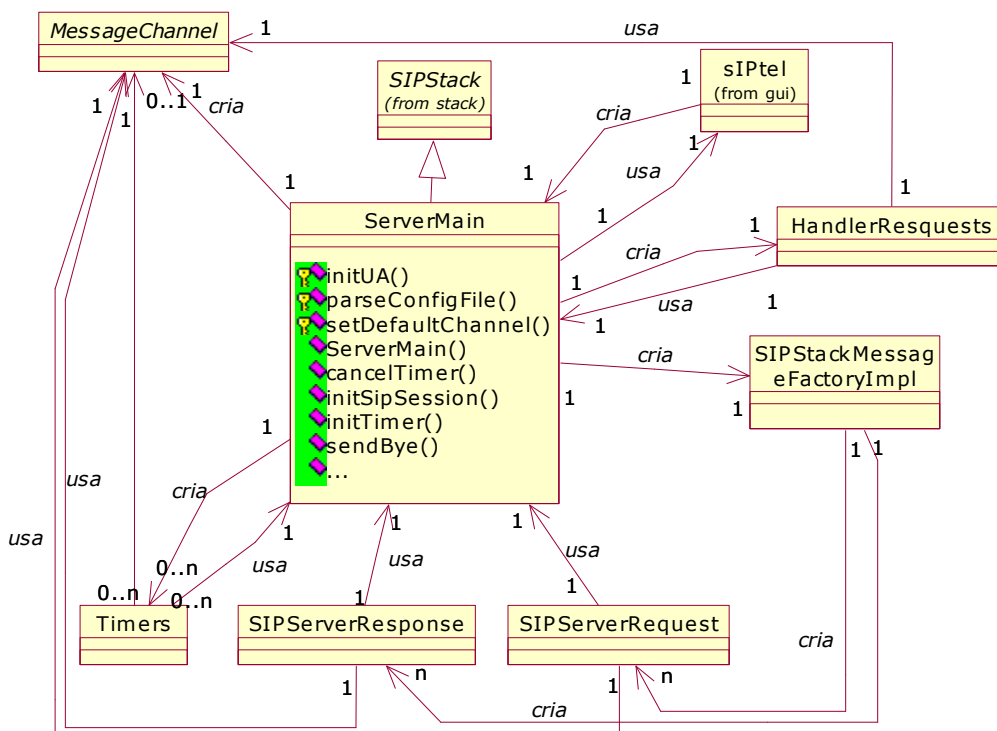 MessageChannel
1
usa
SIPStack
(from stack)
sIPtel
(from gui)
1
1
1
0..1
1
cria
cria
1
usa
1
1
1
1
1
HandlerResquests
ServerMain
1
cria
1
usa
1
1
initUA()
parseConfigFile()
setDefaultChannel()
ServerMain()
cancelTimer()
initSipSession()
initTimer()
sendBye()
...
cria
SIPStackMessag
eFactoryImpl
1
1
1
1
1
usa
cria
usa
1
1
1
usa
0..n
usa
usa
0..n
0..n
1
1
Timers
SIPServerResponse
SIPServerRequest
cria
1
n
1
n
cria